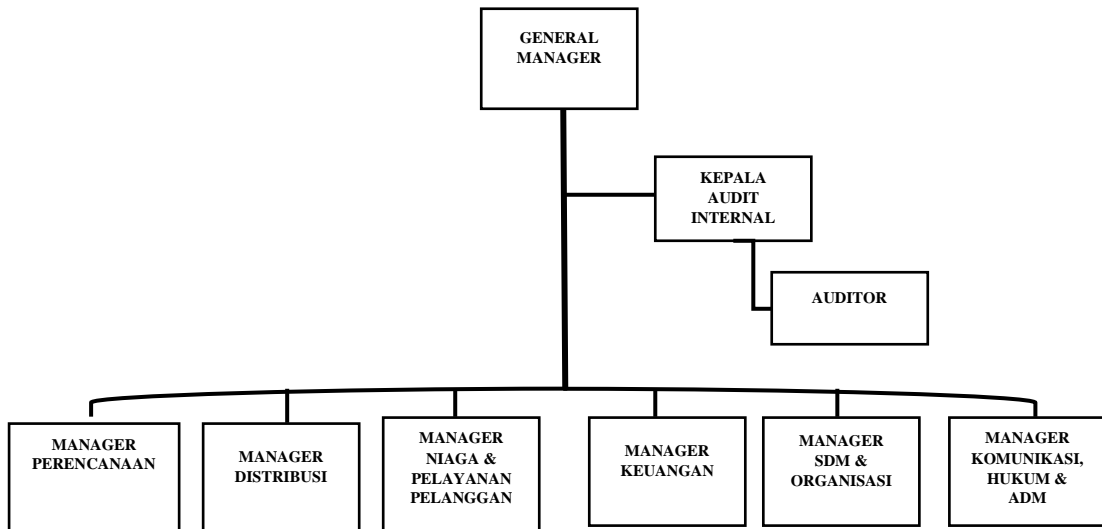 GENERAL
MANAGER
KEPALA
AUDIT
INTERNAL
AUDITOR
MANAGER
PERENCANAAN
MANAGER
DISTRIBUSI
MANAGER
NIAGA &
PELAYANAN
PELANGGAN
MANAGER
KEUANGAN
MANAGER
SDM &
ORGANISASI
MANAGER
KOMUNIKASI,
HUKUM &
ADM